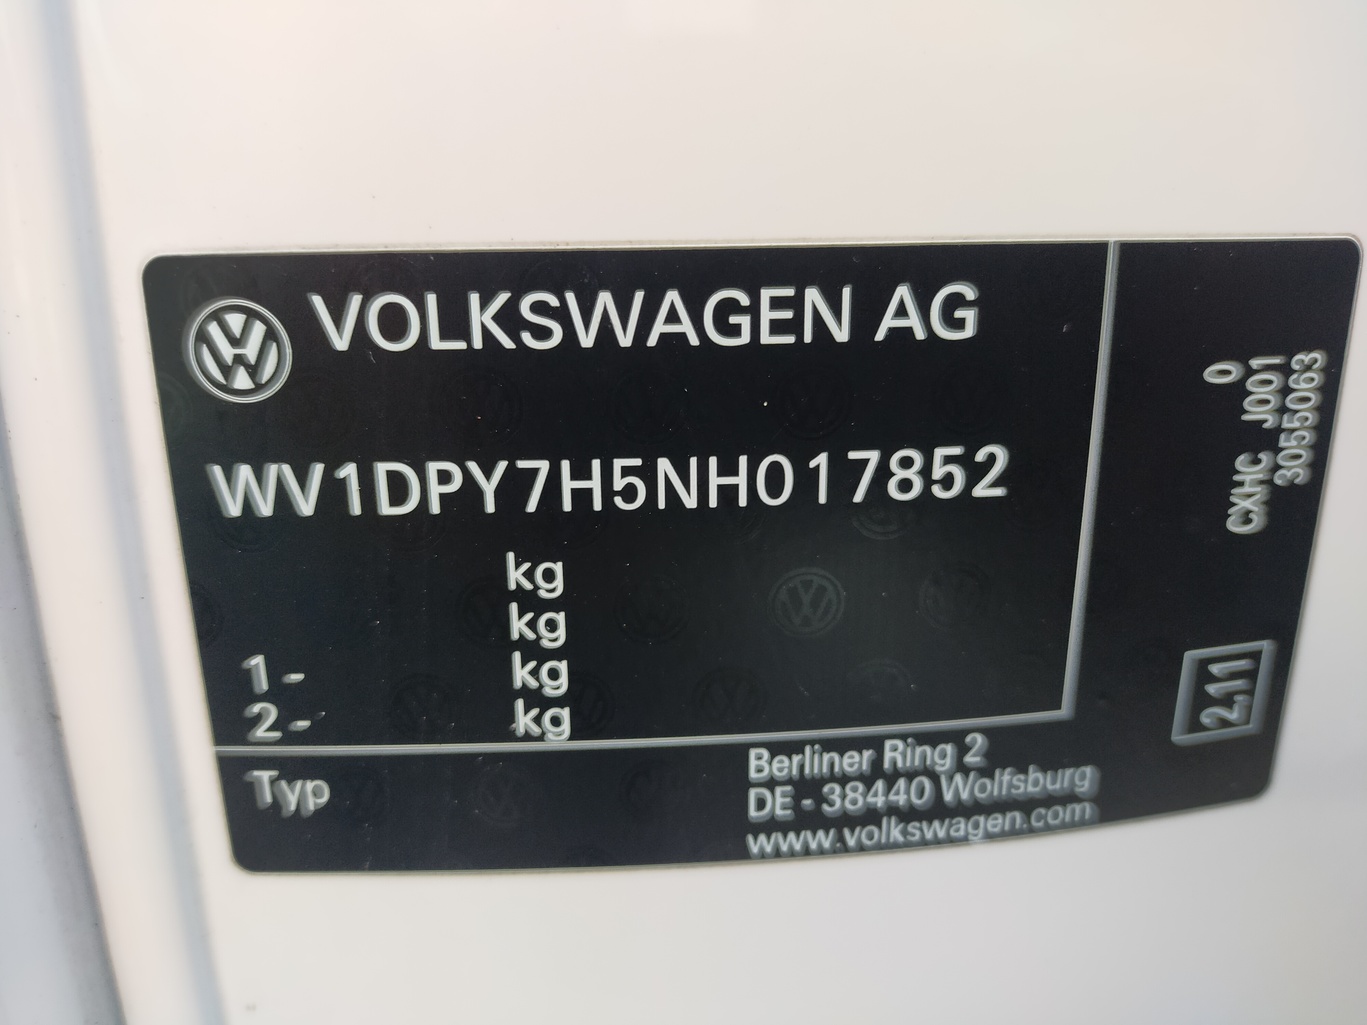 VOLKSWAGEN AG
WV1DPY7H5NH017852
kg
kg
1 - kg
2 - kg
Typ
Berliner Ring 2
DE - 38440 Wolfsburg
www.volkswagen.com
0
CXHC J001
3055063
2,11